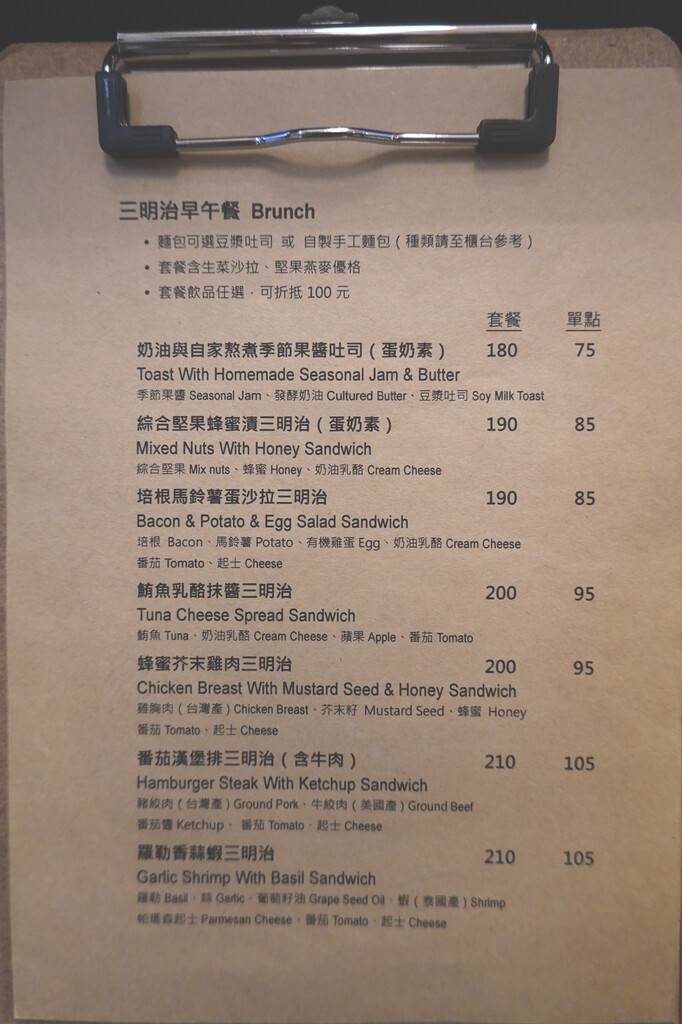 三明治早午餐 Brunch
• 麵包可選豆漿吐司 或 自製手工麵包 ( 種類請至櫃台參考 )
• 套餐含生菜沙拉、堅果燕麥優格
• 套餐飲品任選，可折抵 100 元
套餐 單點
奶油與自家熬煮季節果醬吐司 ( 蛋奶素 ) 180 75
Toast With Homemade Seasonal Jam & Butter
季節果醬 Seasonal Jam、發酵奶油 Cultured Butter、豆漿吐司 Soy Milk Toast
綜合堅果蜂蜜漬三明治 ( 蛋奶素 ) 190 85
Mixed Nuts With Honey Sandwich
綜合堅果 Mix nuts、蜂蜜 Honey、奶油乳酪 Cream Cheese
培根馬鈴薯蛋沙拉三明治 190 85
Bacon & Potato & Egg Salad Sandwich
培根 Bacon、馬鈴薯 Potato、有機雞蛋 Egg、奶油乳酪 Cream Cheese
番茄 Tomato、起士 Cheese
鮪魚乳酪抹醬三明治 200 95
Tuna Cheese Spread Sandwich
鮪魚 Tuna、奶油乳酪 Cream Cheese、蘋果 Apple、番茄 Tomato
蜂蜜芥末雞肉三明治 200 95
Chicken Breast With Mustard Seed & Honey Sandwich
雞胸肉 ( 台灣產 ) Chicken Breast、芥末籽 Mustard Seed、蜂蜜 Honey
番茄 Tomato、起士 Cheese
番茄漢堡排三明治 ( 含牛肉 ) 210 105
Hamburger Steak With Ketchup Sandwich
豬絞肉 ( 台灣產 ) Ground Pork、牛絞肉 ( 美國產 ) Ground Beef
番茄醬 Ketchup、 番茄 Tomato、起士 Cheese
羅勒香蒜蝦三明治 210 105
Garlic Shrimp With Basil Sandwich
羅勒 Basil、蒜 Garlic、葡萄籽油 Grape Seed Oil、蝦 ( 泰國產 ) Shrimp
帕瑪森起士 Parmesan Cheese、番茄 Tomato、起士 Cheese